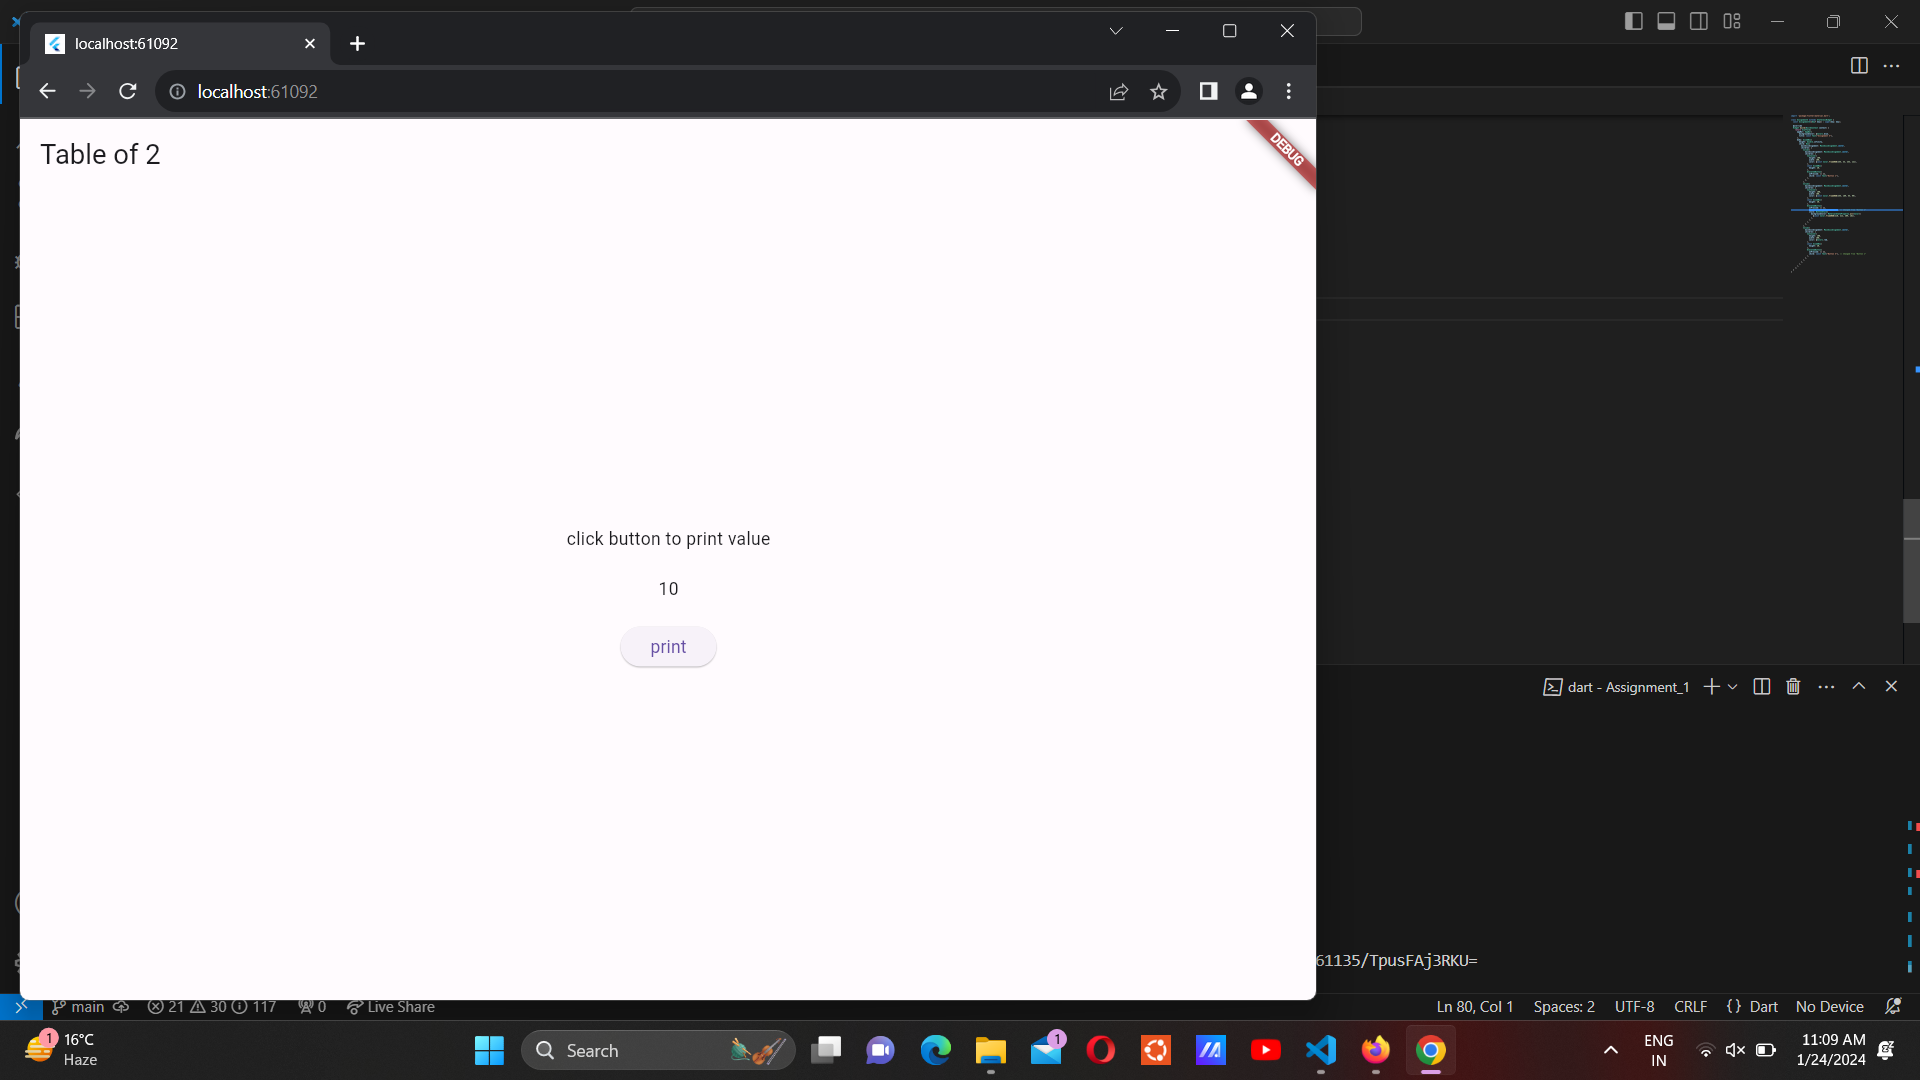 localhost:61092
localhost:61092
Table of 2
DEBUG
click button to print value
10
print
dart - Assignment_1
61135/TpusFAj3RKU=
main
21 30 117
0
Live Share
Ln 80, Col 1
Spaces: 2
UTF-8
CRLF
{} Dart
No Device
1
16°C
Haze
Search
1
ENG
IN
11:09 AM
1/24/2024